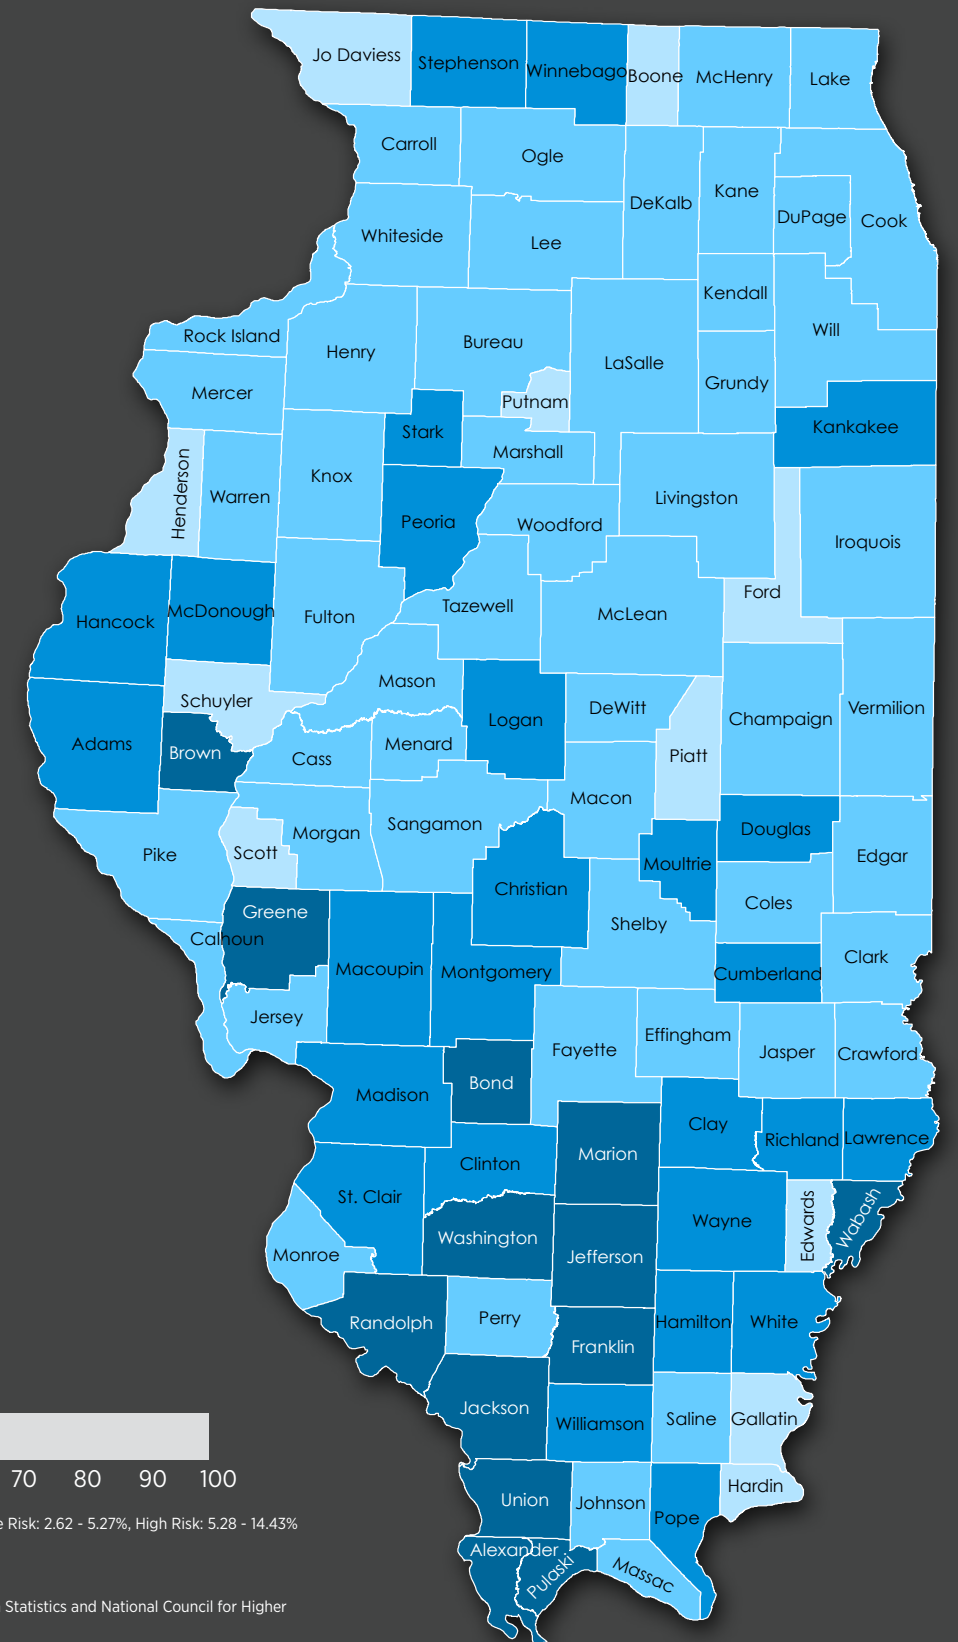 Jo Daviess
Stephenson
Winnebago
Boone
McHenry
Lake
Carroll
Ogle
DeKalb
Kane
DuPage
Cook
Whiteside
Lee
Kendall
Will
Rock Island
Henry
Bureau
LaSalle
Grundy
Mercer
Putnam
Kankakee
Stark
Marshall
Henderson
Warren
Knox
Peoria
Woodford
Livingston
Iroquois
Ford
Hancock
McDonough
Fulton
Tazewell
McLean
Schuyler
Mason
Logan
DeWitt
Champaign
Vermilion
Adams
Brown
Cass
Menard
Piatt
Macon
Pike
Scott
Morgan
Sangamon
Douglas
Moultrie
Edgar
Christian
Coles
Greene
Shelby
Calhoun
Macoupin
Montgomery
Cumberland
Clark
Jersey
Fayette
Effingham
Jasper
Crawford
Madison
Bond
Clay
Richland
Lawrence
Marion
Clinton
St. Clair
Wayne
Edwards
Wabash
Washington
Monroe
Jefferson
Randolph
Perry
Hamilton
White
Franklin
Jackson
Williamson
Saline
Gallatin
Hardin
Union
Johnson
Pope
Alexander
Pulaski
Massac
70 80 90 100
e Risk: 2.62 - 5.27%, High Risk: 5.28 - 14.43%
Statistics and National Council for Higher